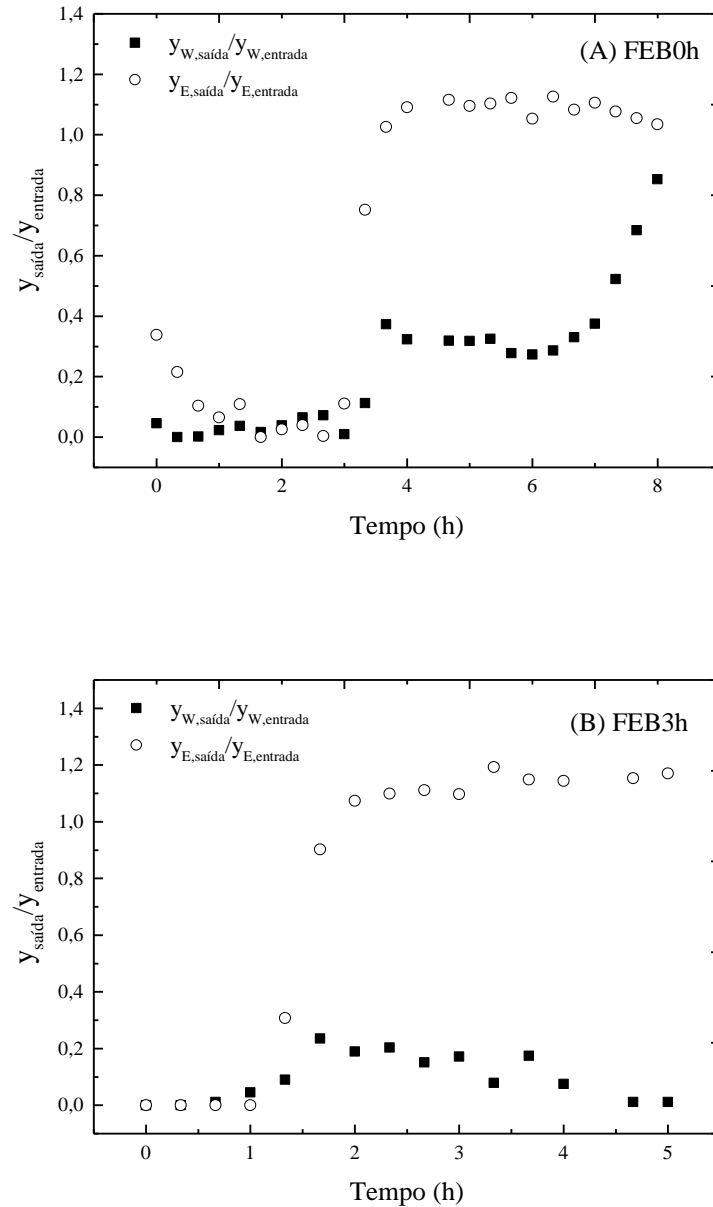 1,4
y_W,saída/y_W,entrada
(A) FEB0h
1,2
y_E,saída/y_E,entrada
1,0
0,8
y_saída/y_entrada
0,6
0,4
0,2
0,0
0 2 4 6 8
Tempo (h)
1,4
y_W,saída/y_W,entrada
(B) FEB3h
1,2
y_E,saída/y_E,entrada
1,0
0,8
y_saída/y_entrada
0,6
0,4
0,2
0,0
0 1 2 3 4 5
Tempo (h)